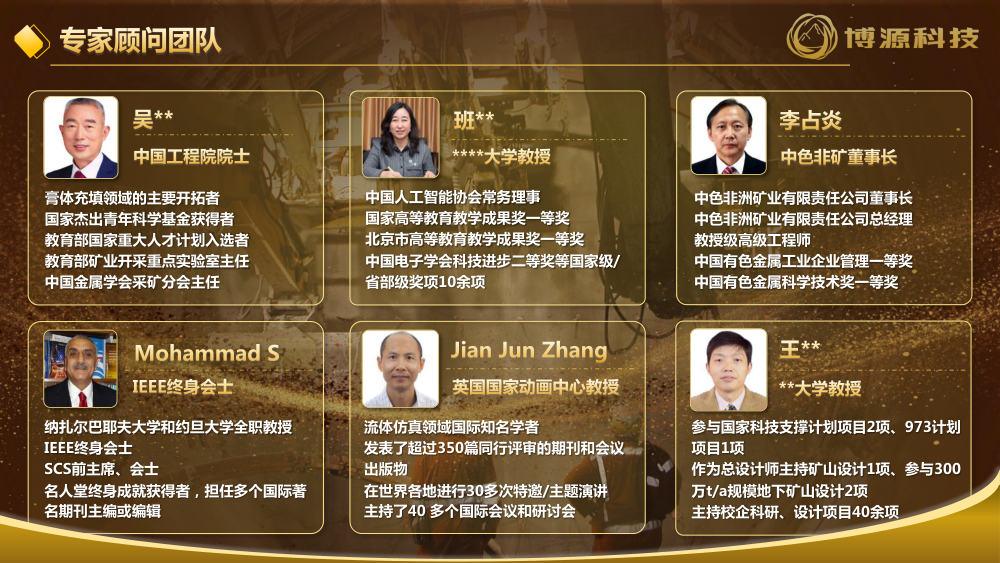 专家顾问团队
博源科技
吴**
中国工程院院士
膏体充填领域的主要开拓者
国家杰出青年科学基金获得者
教育部国家重大人才计划入选者
教育部矿业开采重点实验室主任
中国金属学会采矿分会主任
班**
****大学教授
中国人工智能协会常务理事
国家高等教育教学成果奖一等奖
北京市高等教育教学成果奖一等奖
中国电子学会科技进步二等奖等国家级/
省部级奖项10余项
李占炎
中色非矿董事长
中色非洲矿业有限责任公司董事长
中色非洲矿业有限责任公司总经理
教授级高级工程师
中国有色金属工业企业管理一等奖
中国有色金属科学技术奖一等奖
Mohammad S
IEEE终身会士
纳扎尔巴耶夫大学和约旦大学全职教授
IEEE终身会士
SCS前主席、会士
名人堂终身成就获得者，担任多个国际著
名期刊主编或编辑
Jian Jun Zhang
英国国家动画中心教授
流体仿真领域国际知名学者
发表了超过350篇同行评审的期刊和会议
出版物
在世界各地进行30多次特邀/主题演讲
主持了40 多个国际会议和研讨会
王**
**大学教授
参与国家科技支撑计划项目2项、973计划
项目1项
作为总设计师主持矿山设计1项、参与300
万t/a规模地下矿山设计2项
主持校企科研、设计项目40余项